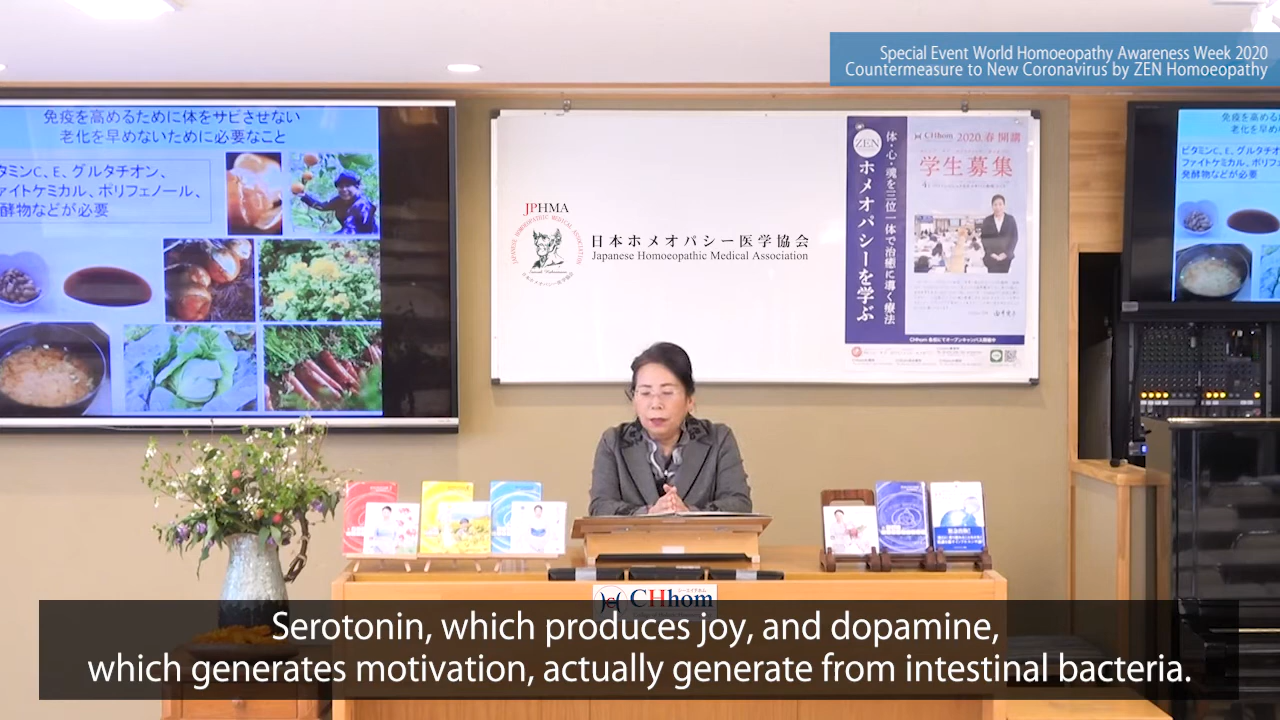 Special Event World Homoeopathy Awareness Week 2020
Countermeasure to New Coronavirus by ZEN Homoeopathy
免疫を高めるために体をサビさせない
老化を早めないために必要なこと
タミンC、E、グルタチオン、
ァイトケミカル、ポリフェノール、
酵物などが必要
JPHMA
日本ホメオパシー医学協会
Japanese Homoeopathic Medical Association
ZEN
ホメオパシーを学ぶ
体・心・魂を三位一体で治癒に導く療法
CHhom 2020. 春 開講
学生募集
免疫を高める
老化を早め
ビタミンC、E、グルタ
ファイトケミカル、ポリフ
発酵物などが必要
CHhom
Serotonin, which produces joy, and dopamine,
which generates motivation, actually generate from intestinal bacteria.